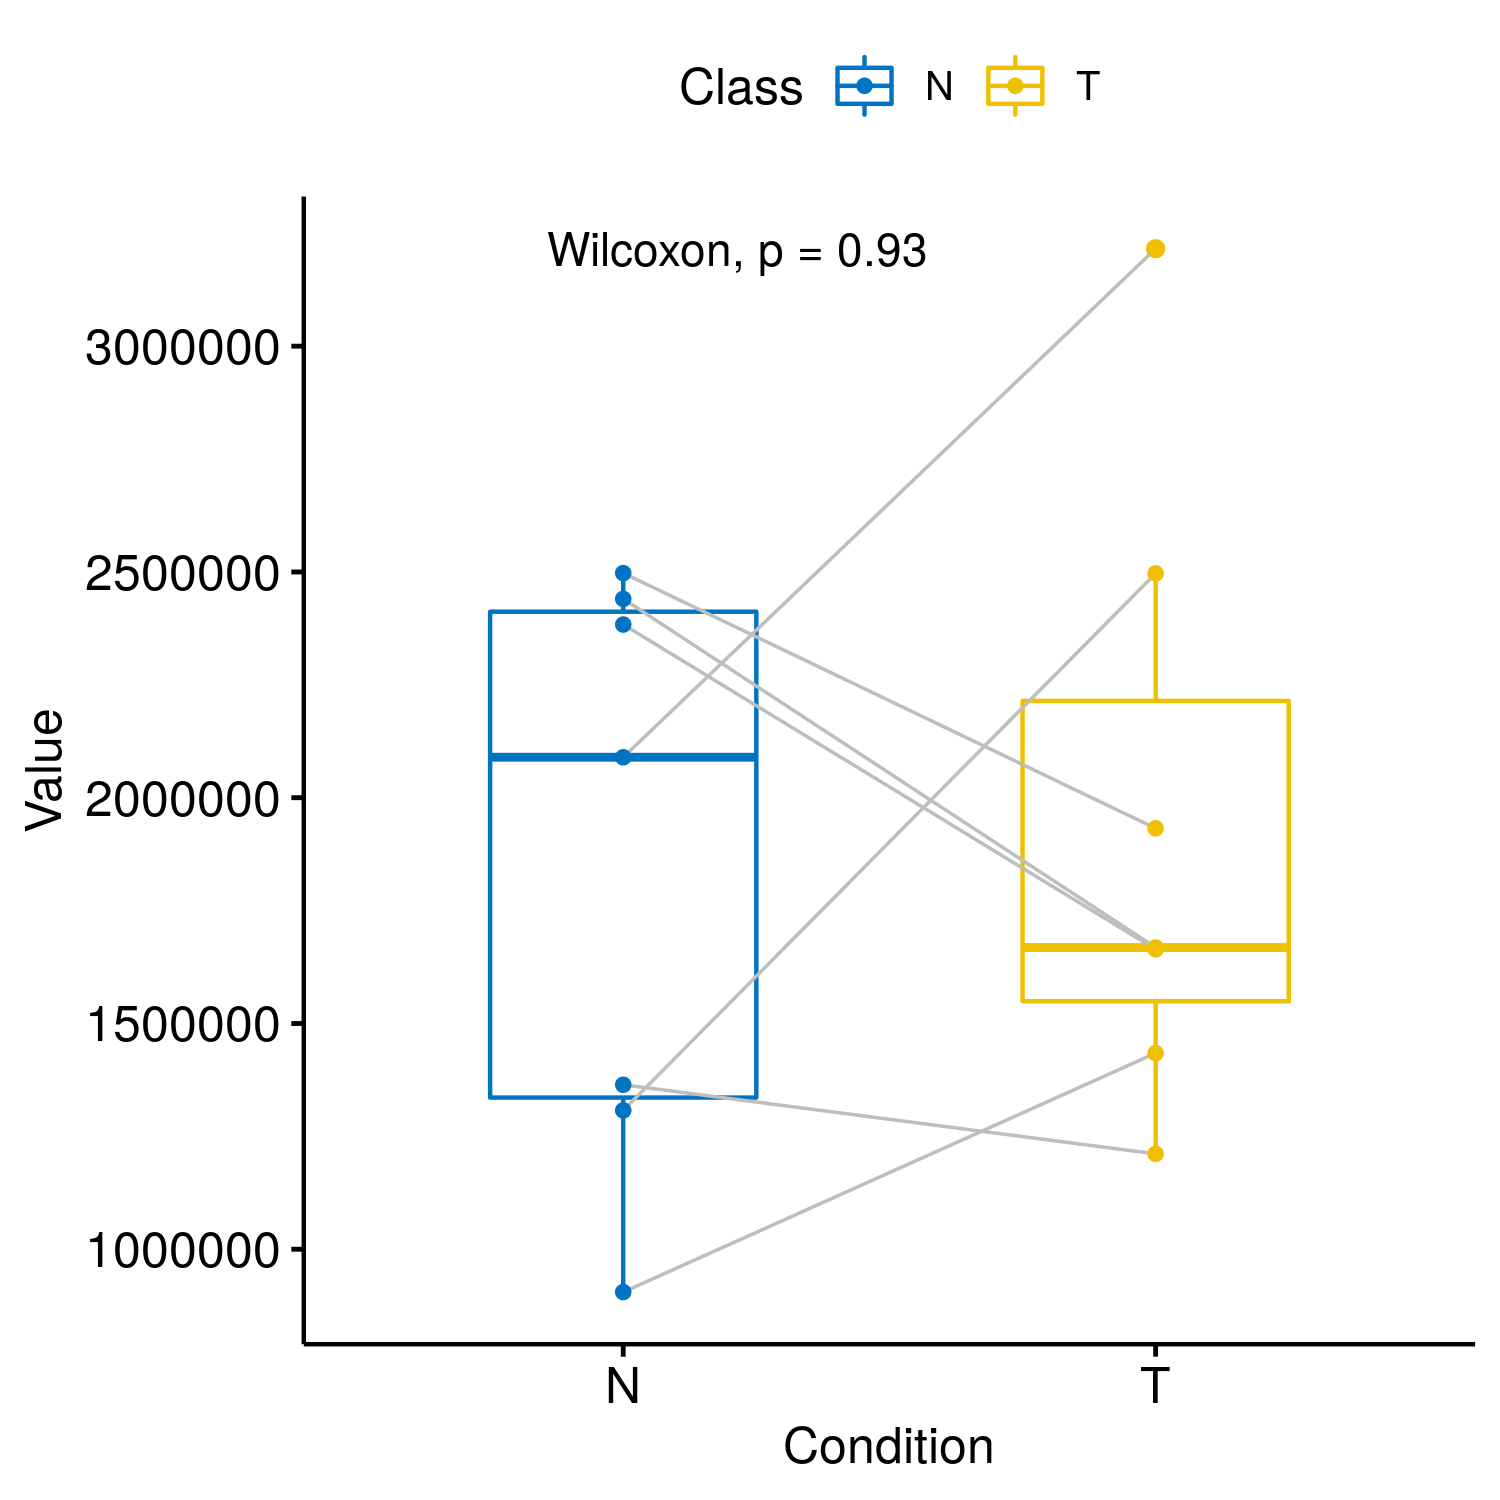 Class N T
Wilcoxon, p = 0.93
3000000
2500000
2000000
1500000
1000000
Value
N T
Condition